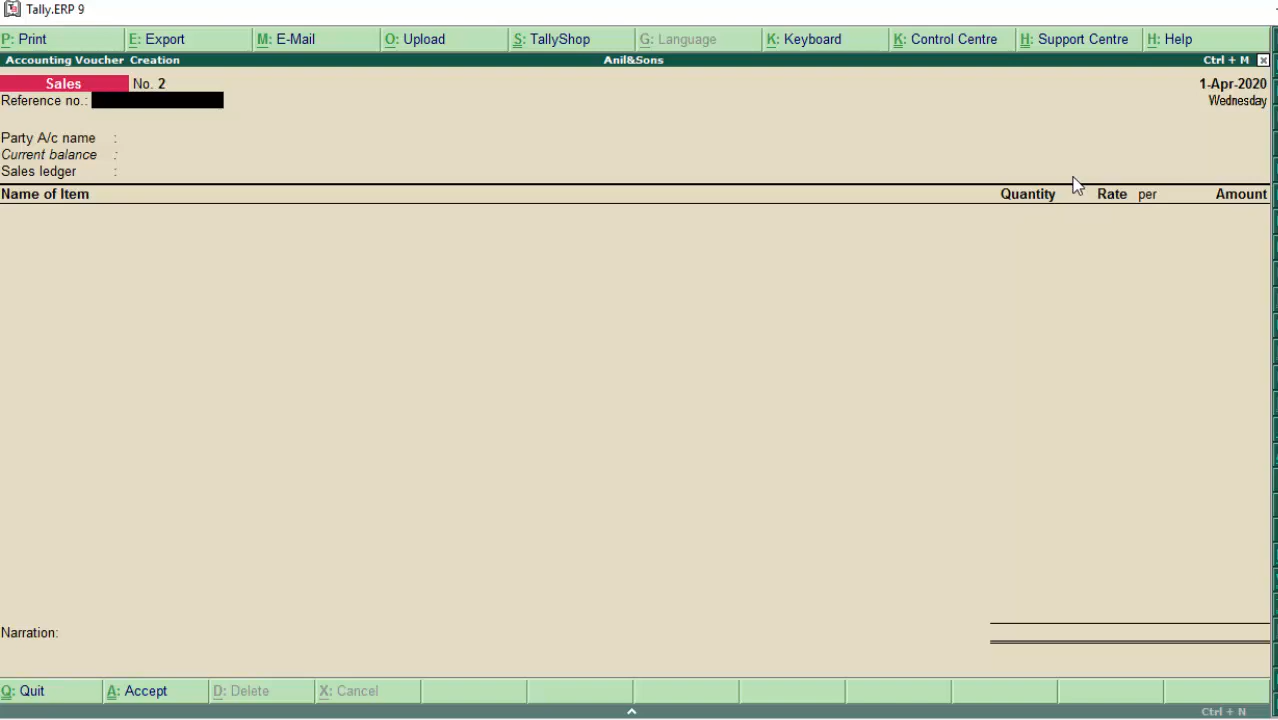 Tally.ERP 9
P: Print E: Export M: E-Mail O: Upload S: TallyShop G: Language K: Keyboard K: Control Centre H: Support Centre H: Help
Accounting Voucher Creation Anil&Sons Ctrl + M
Sales No. 2 1-Apr-2020
Reference no.: Wednesday
Party A/c name :
Current balance :
Sales ledger :
Name of Item Quantity Rate per Amount
Narration:
Q: Quit A: Accept D: Delete X: Cancel
Ctrl + N